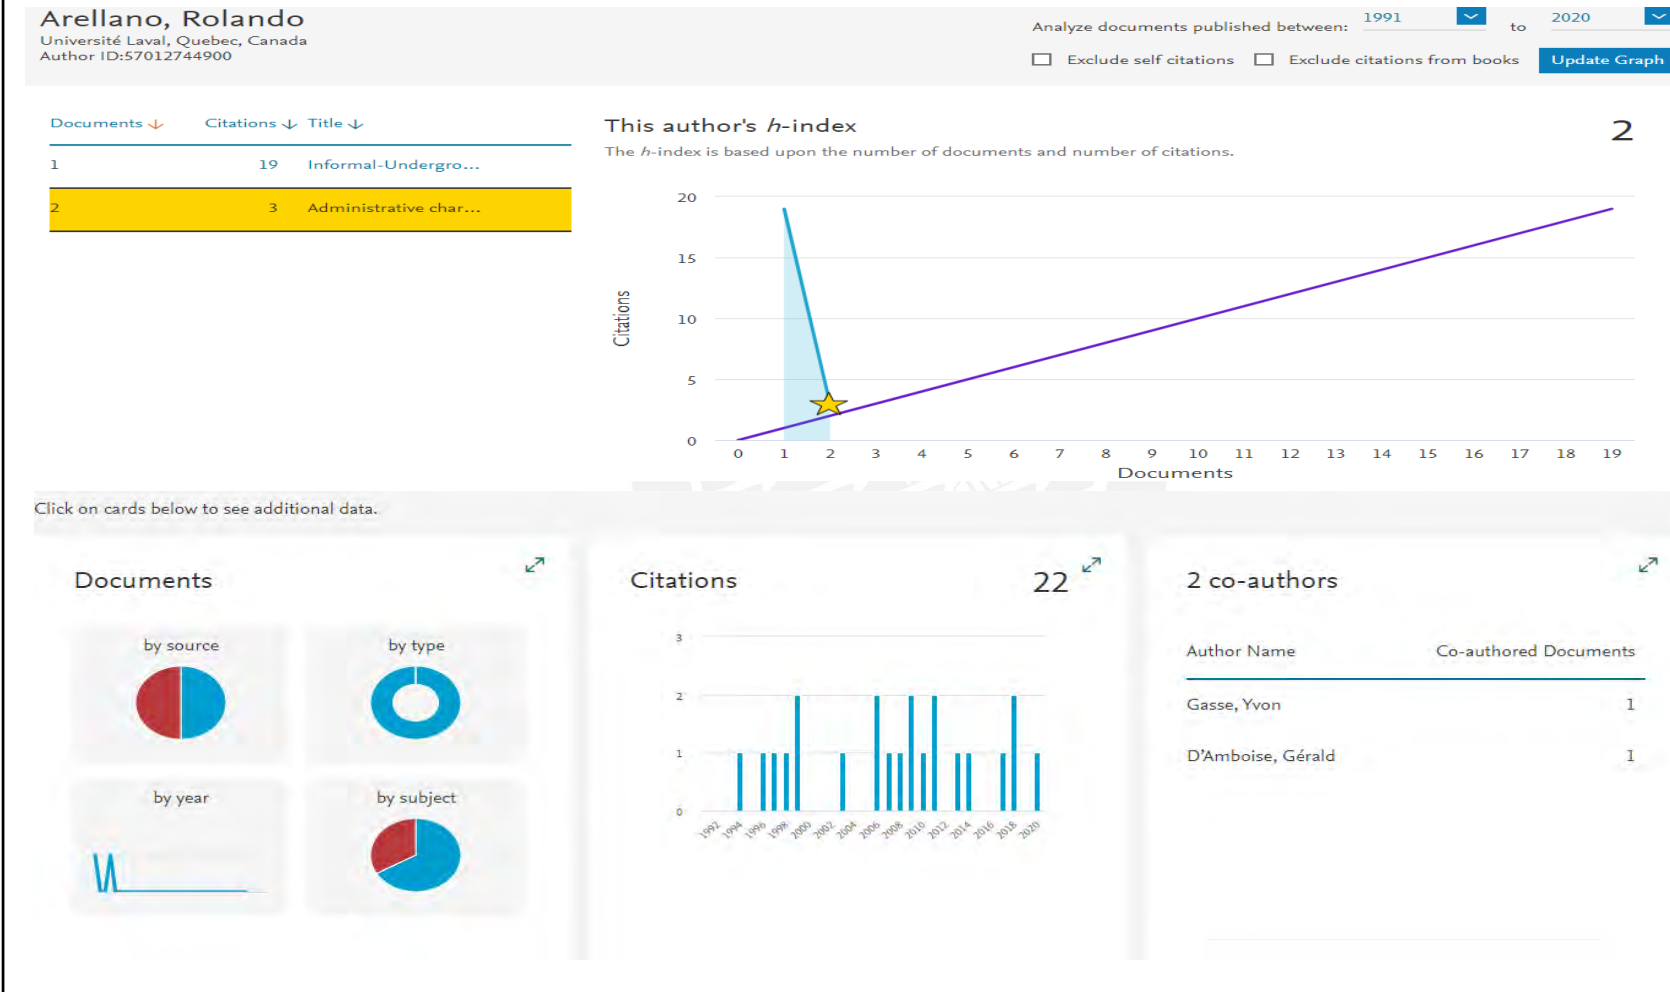 Arellano, Rolando
Université Laval, Quebec, Canada
Author ID:57012744900
Analyze documents published between: 1991 to 2020
Exclude self citations Exclude citations from books Update Graph
Documents Citations Title
1 19 Informal-Undergro...
2 3 Administrative char...
This author's h-index 2
The h-index is based upon the number of documents and number of citations.
20
15
10
5
0
Citations
0 1 2 3 4 5 6 7 8 9 10 11 12 13 14 15 16 17 18 19
Documents
Click on cards below to see additional data.
Documents
by source
by type
by year
by subject
Citations 22
3
2
1
0
1992 1994 1996 1998 2000 2002 2004 2006 2008 2010 2012 2014 2016 2018 2020
2 co-authors
Author Name Co-authored Documents
Gasse, Yvon 1
D'Amboise, Gérald 1